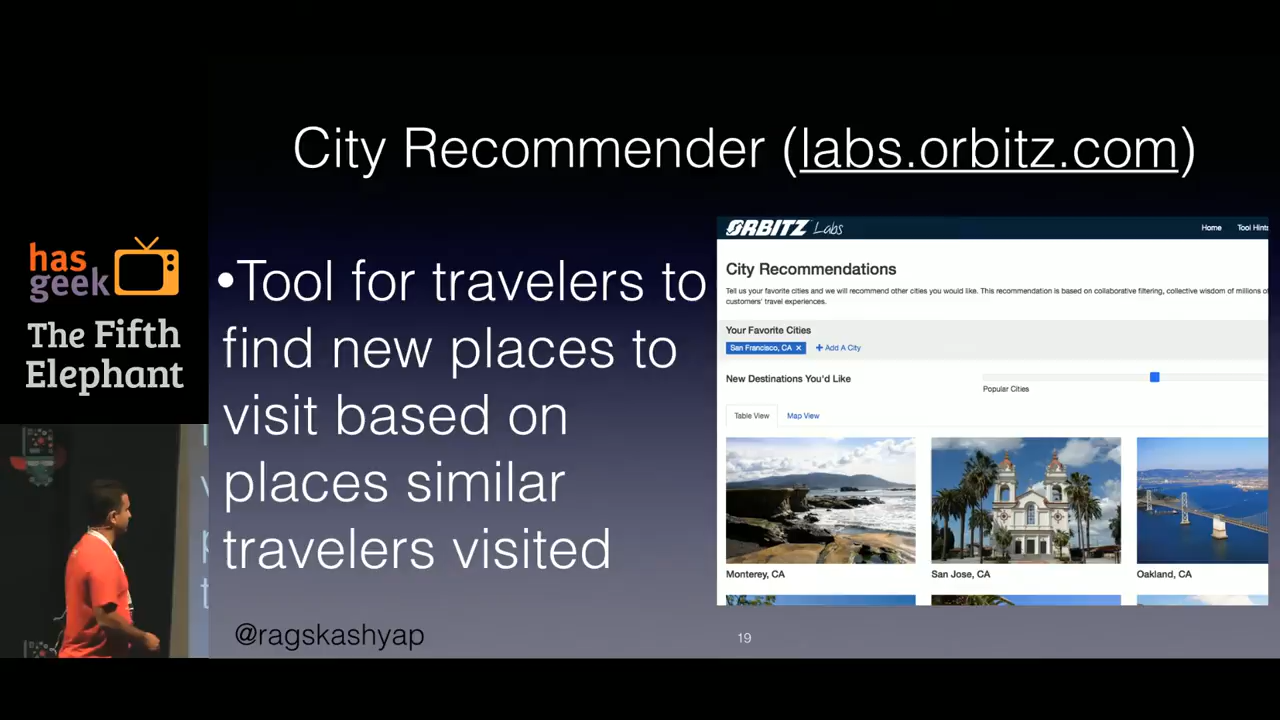 City Recommender (labs.orbitz.com)
has
geek
The Fifth
Elephant
•Tool for travelers to
find new places to
visit based on
places similar
travelers visited
ORBITZ Labs
Home Tool Hints
City Recommendations
Tell us your favorite cities and we will recommend other cities you would like. This recommendation is based on collaborative filtering, collective wisdom of millions of
customers' travel experiences.
Your Favorite Cities
San Francisco, CA ×
+ Add A City
New Destinations You'd Like
Popular Cities
Table View
Map View
Monterey, CA
San Jose, CA
Oakland, CA
@ragskashyap
19